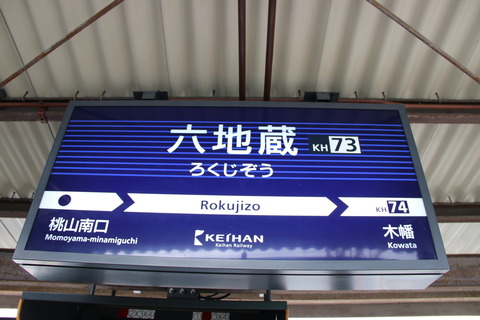 六地蔵 KH 73
ろくじぞう
Rokujizo
KH 74
桃山南口
Momoyama-minamiguchi
木幡
Kowata
KEIHAN
Keihan Railway